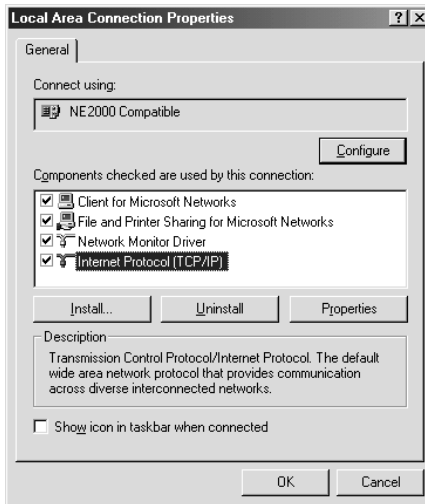 Local Area Connection Properties
General
Connect using:
NE2000 Compatible
Configure
Components checked are used by this connection:
Client for Microsoft Networks
File and Printer Sharing for Microsoft Networks
Network Monitor Driver
Internet Protocol (TCP/IP)
Install... Uninstall Properties
Description
Transmission Control Protocol/Internet Protocol. The default
wide area network protocol that provides communication
across diverse interconnected networks.
Show icon in taskbar when connected
OK Cancel